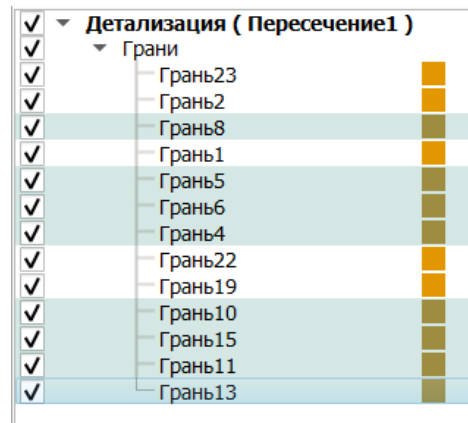 Детализация ( Пересечение1 )
Грани
Грань23
Грань2
Грань8
Грань1
Грань5
Грань6
Грань4
Грань22
Грань19
Грань10
Грань15
Грань11
Грань13